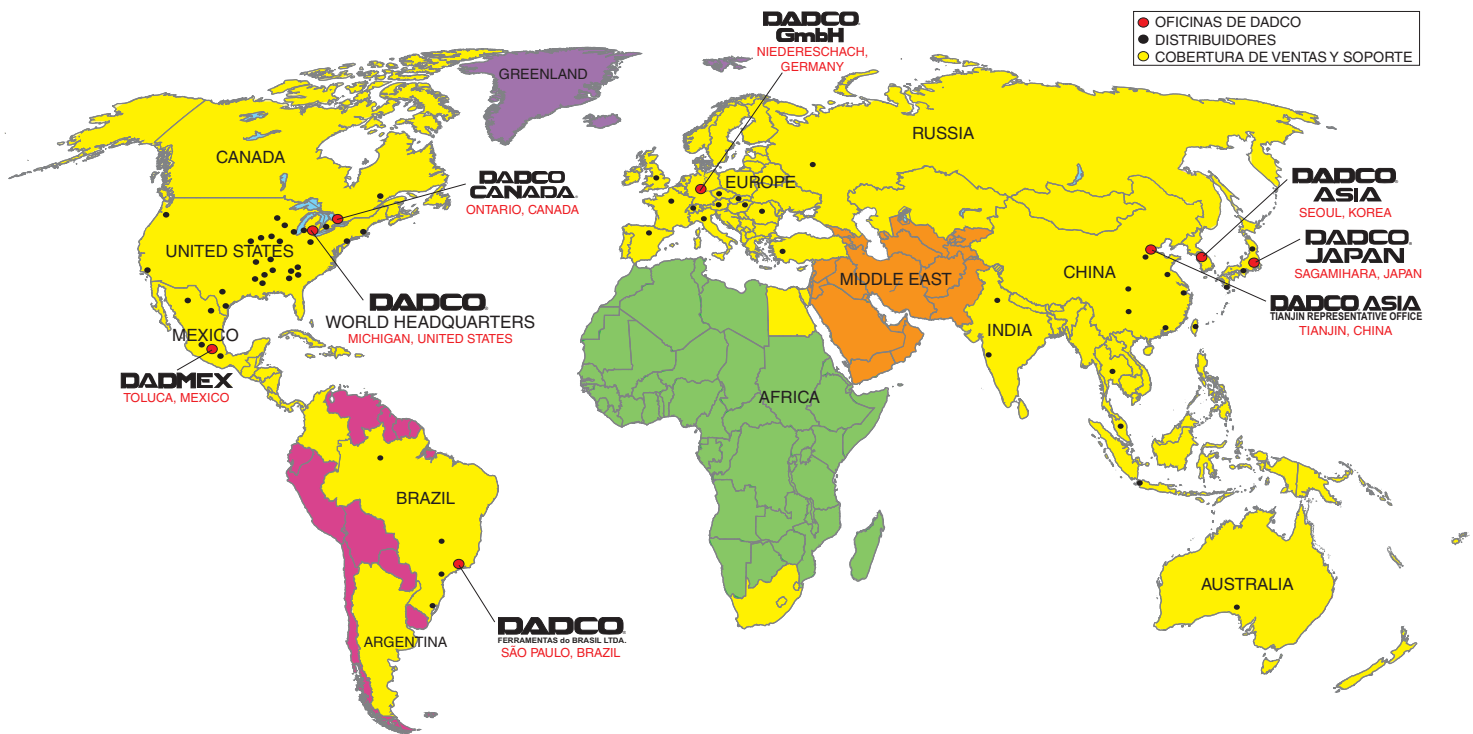 OFICINAS DE DADCO
DISTRIBUIDORES
COBERTURA DE VENTAS Y SOPORTE
DADCO
GmbH
NIEDERESCHACH,
GERMANY
GREENLAND
RUSSIA
CANADA
EUROPE
DADCO
CANADA
ONTARIO, CANADA
DADCO
ASIA
SEOUL, KOREA
UNITED STATES
MIDDLE EAST
CHINA
DADCO
JAPAN
SAGAMIHARA, JAPAN
DADCO
WORLD HEADQUARTERS
MICHIGAN, UNITED STATES
DADCO ASIA
TIANJIN REPRESENTATIVE OFFICE
TIANJIN, CHINA
MEXICO
INDIA
DADMEX
TOLUCA, MEXICO
AFRICA
BRAZIL
AUSTRALIA
DADCO
FERRAMENTAS do BRASIL LTDA.
SÃO PAULO, BRAZIL
ARGENTINA